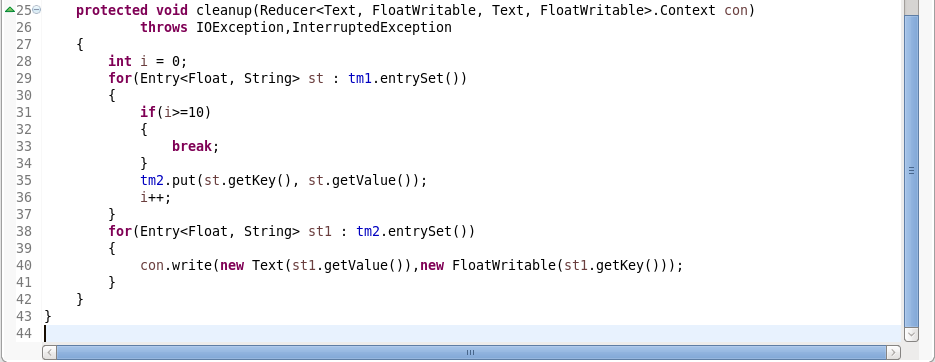 25 protected void cleanup(Reducer<Text, FloatWritable, Text, FloatWritable>.Context con)
26 throws IOException,InterruptedException
27 {
28 int i = 0;
29 for(Entry<Float, String> st : tm1.entrySet())
30 {
31 if(i>=10)
32 {
33 break;
34 }
35 tm2.put(st.getKey(), st.getValue());
36 i++;
37 }
38 for(Entry<Float, String> st1 : tm2.entrySet())
39 {
40 con.write(new Text(st1.getValue()),new FloatWritable(st1.getKey()));
41 }
42 }
43 }
44